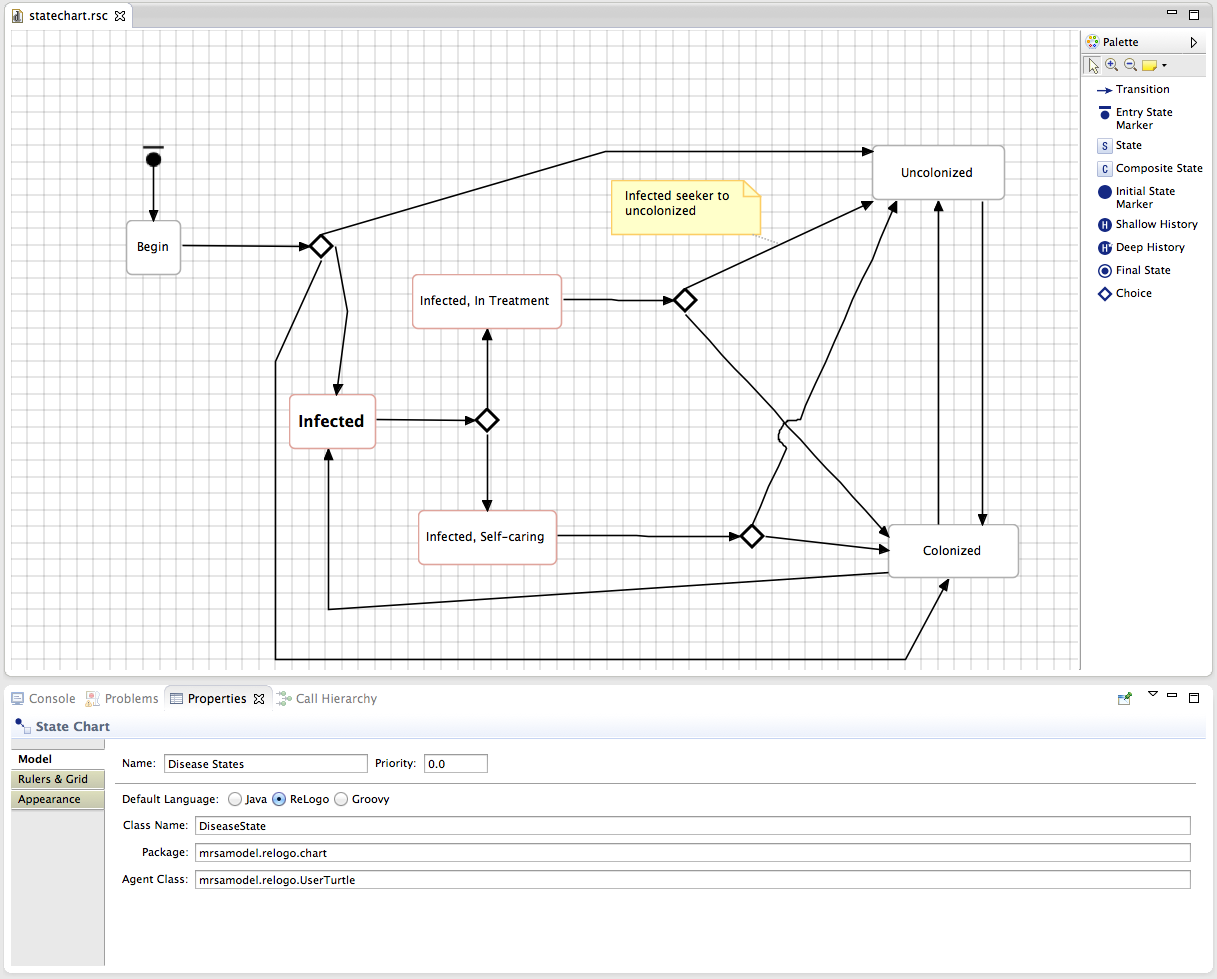 statechart.rsc
Palette
Transition
Entry State
Marker
S State
C Composite State
Initial State
Marker
H Shallow History
H* Deep History
Final State
Choice
Uncolonized
Infected seeker to
uncolonized
Begin
Infected, In Treatment
Infected
Infected, Self-caring
Colonized
Console
Problems
Properties
Call Hierarchy
State Chart
Model
Rulers & Grid
Appearance
Name: Disease States Priority: 0.0
Default Language: Java ReLogo Groovy
Class Name: DiseaseState
Package: mrsamodel.relogo.chart
Agent Class: mrsamodel.relogo.UserTurtle